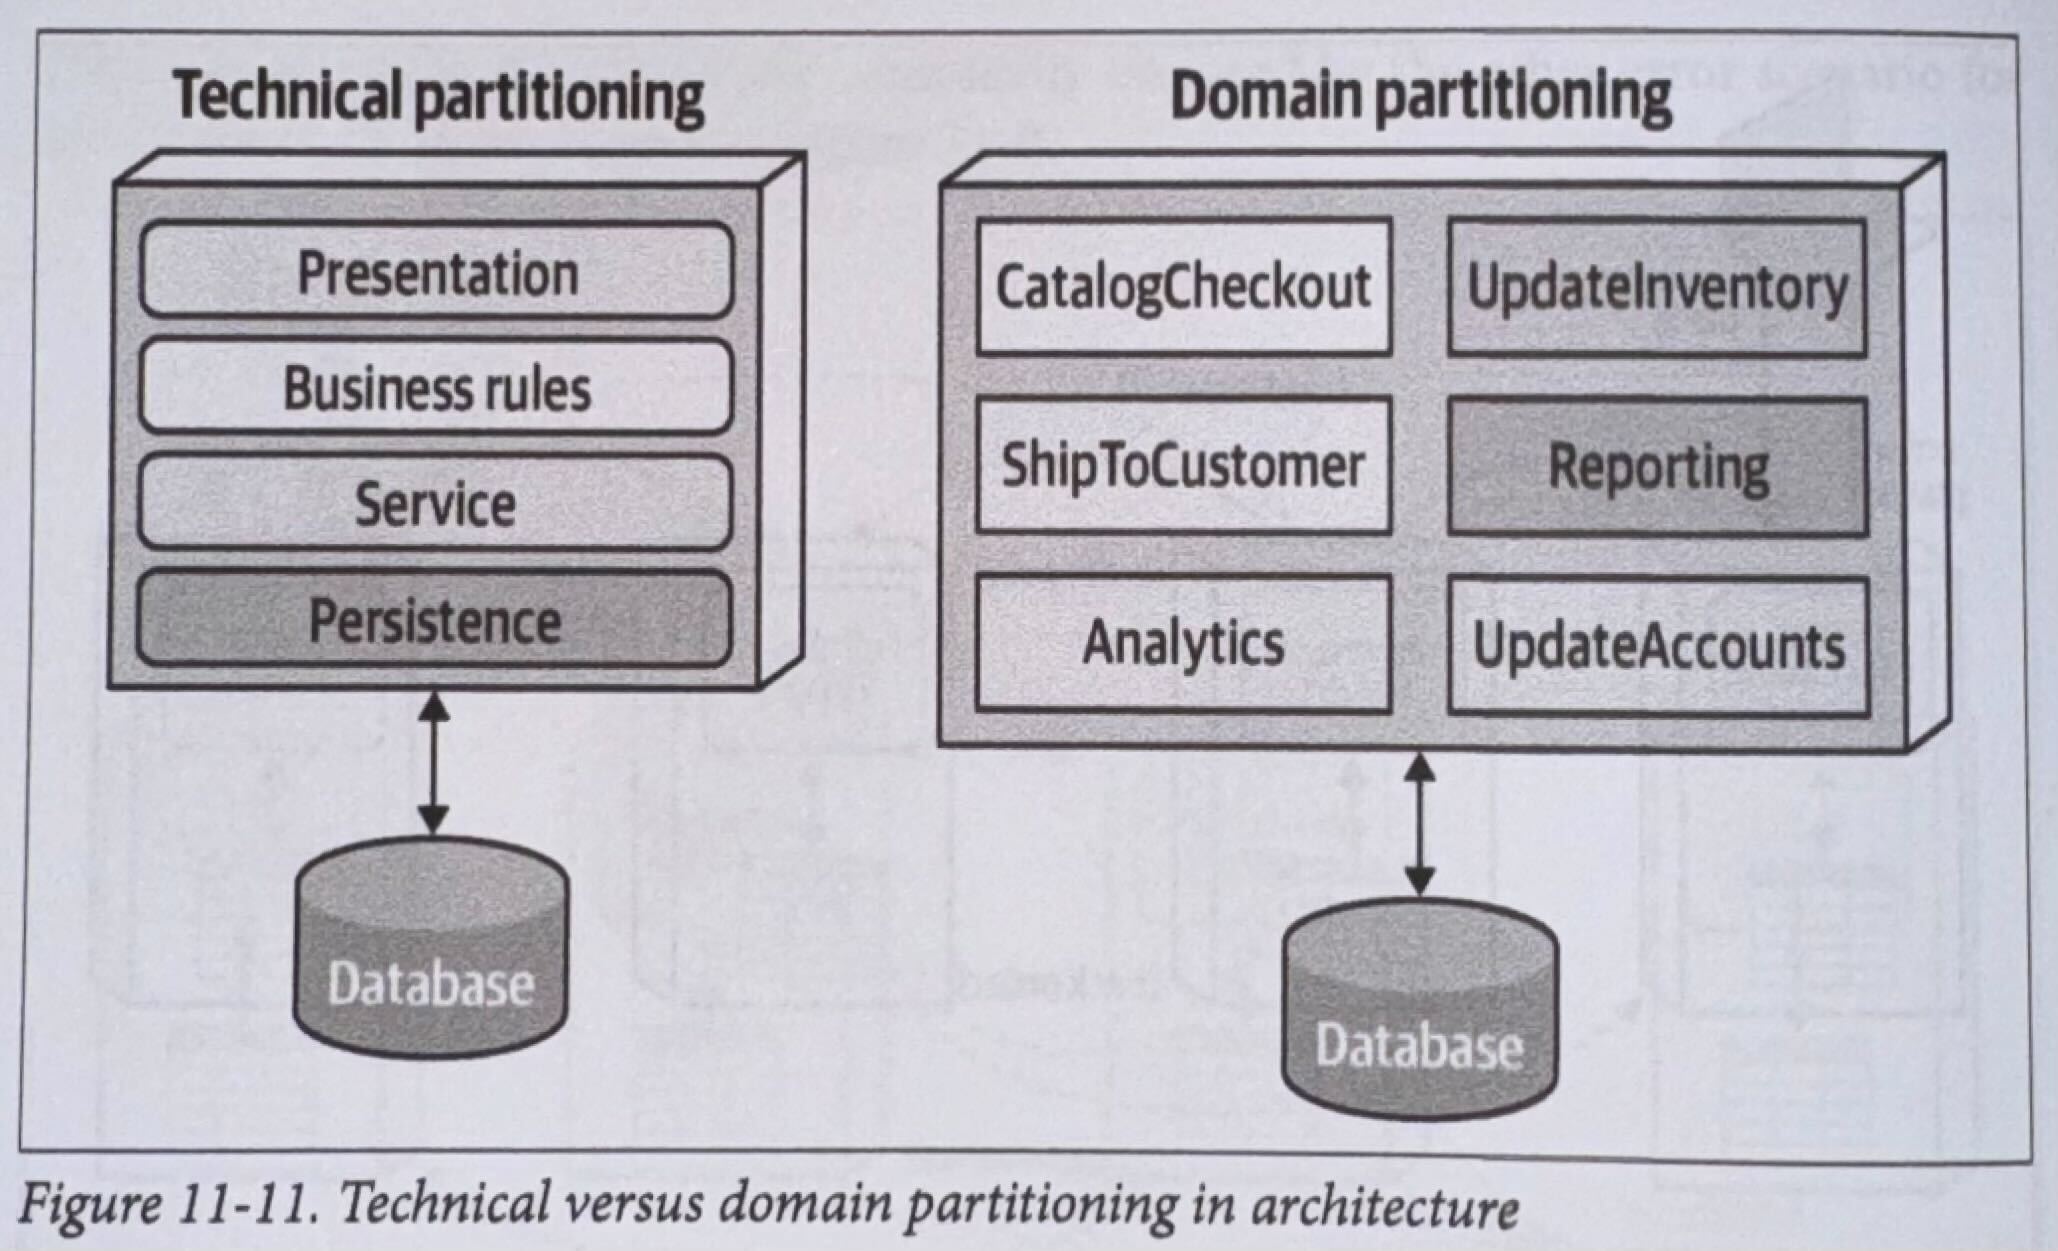 Technical partitioning
Presentation
Business rules
Service
Persistence
Database
Domain partitioning
CatalogCheckout
UpdateInventory
ShipToCustomer
Reporting
Analytics
UpdateAccounts
Database
Figure 11-11. Technical versus domain partitioning in architecture